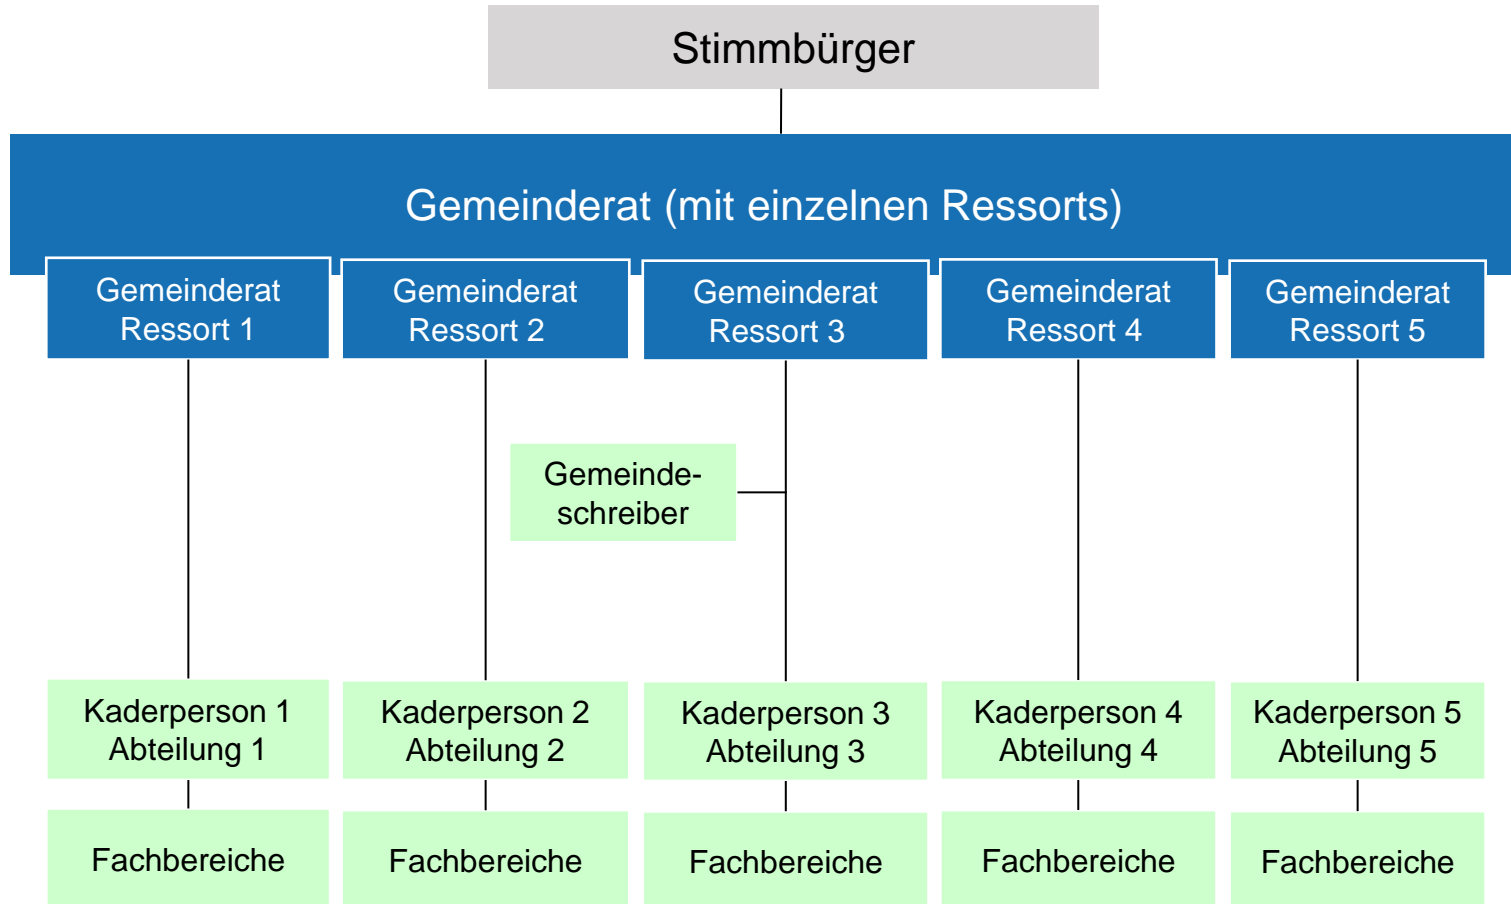 Stimmbürger
Gemeinderat (mit einzelnen Ressorts)
Gemeinderat
Ressort 1
Gemeinderat
Ressort 2
Gemeinderat
Ressort 3
Gemeinderat
Ressort 4
Gemeinderat
Ressort 5
Gemeinde-
schreiber
Kaderperson 1
Abteilung 1
Kaderperson 2
Abteilung 2
Kaderperson 3
Abteilung 3
Kaderperson 4
Abteilung 4
Kaderperson 5
Abteilung 5
Fachbereiche
Fachbereiche
Fachbereiche
Fachbereiche
Fachbereiche